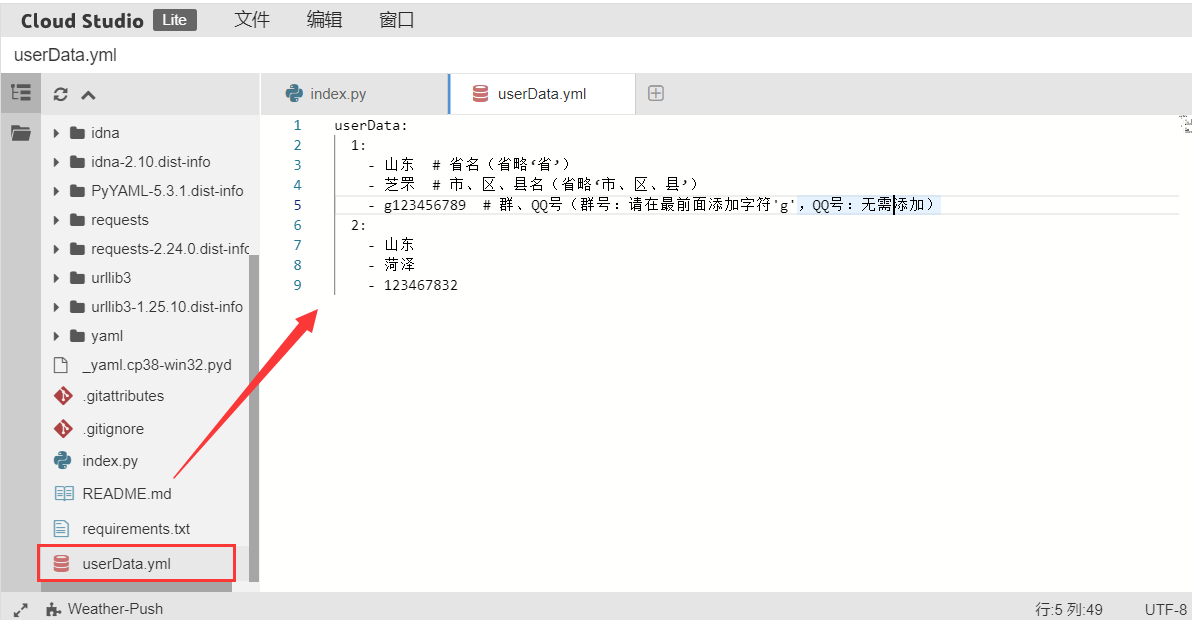 Cloud Studio Lite 文件 编辑 窗口
userData.yml
index.py userData.yml
idna
idna-2.10.dist-info
PyYAML-5.3.1.dist-info
requests
requests-2.24.0.dist-info
urllib3
urllib3-1.25.10.dist-info
yaml
_yaml.cp38-win32.pyd
.gitattributes
.gitignore
index.py
README.md
requirements.txt
userData.yml
1 userData:
2 1:
3 - 山东 # 省名（省略‘省’）
4 - 芝罘 # 市、区、县名（省略‘市、区、县’）
5 - g123456789 # 群、QQ号（群号：请在最前面添加字符'g'，QQ号：无需添加）
6 2:
7 - 山东
8 - 菏泽
9 - 123467832
Weather-Push 行:5 列:49 UTF-8